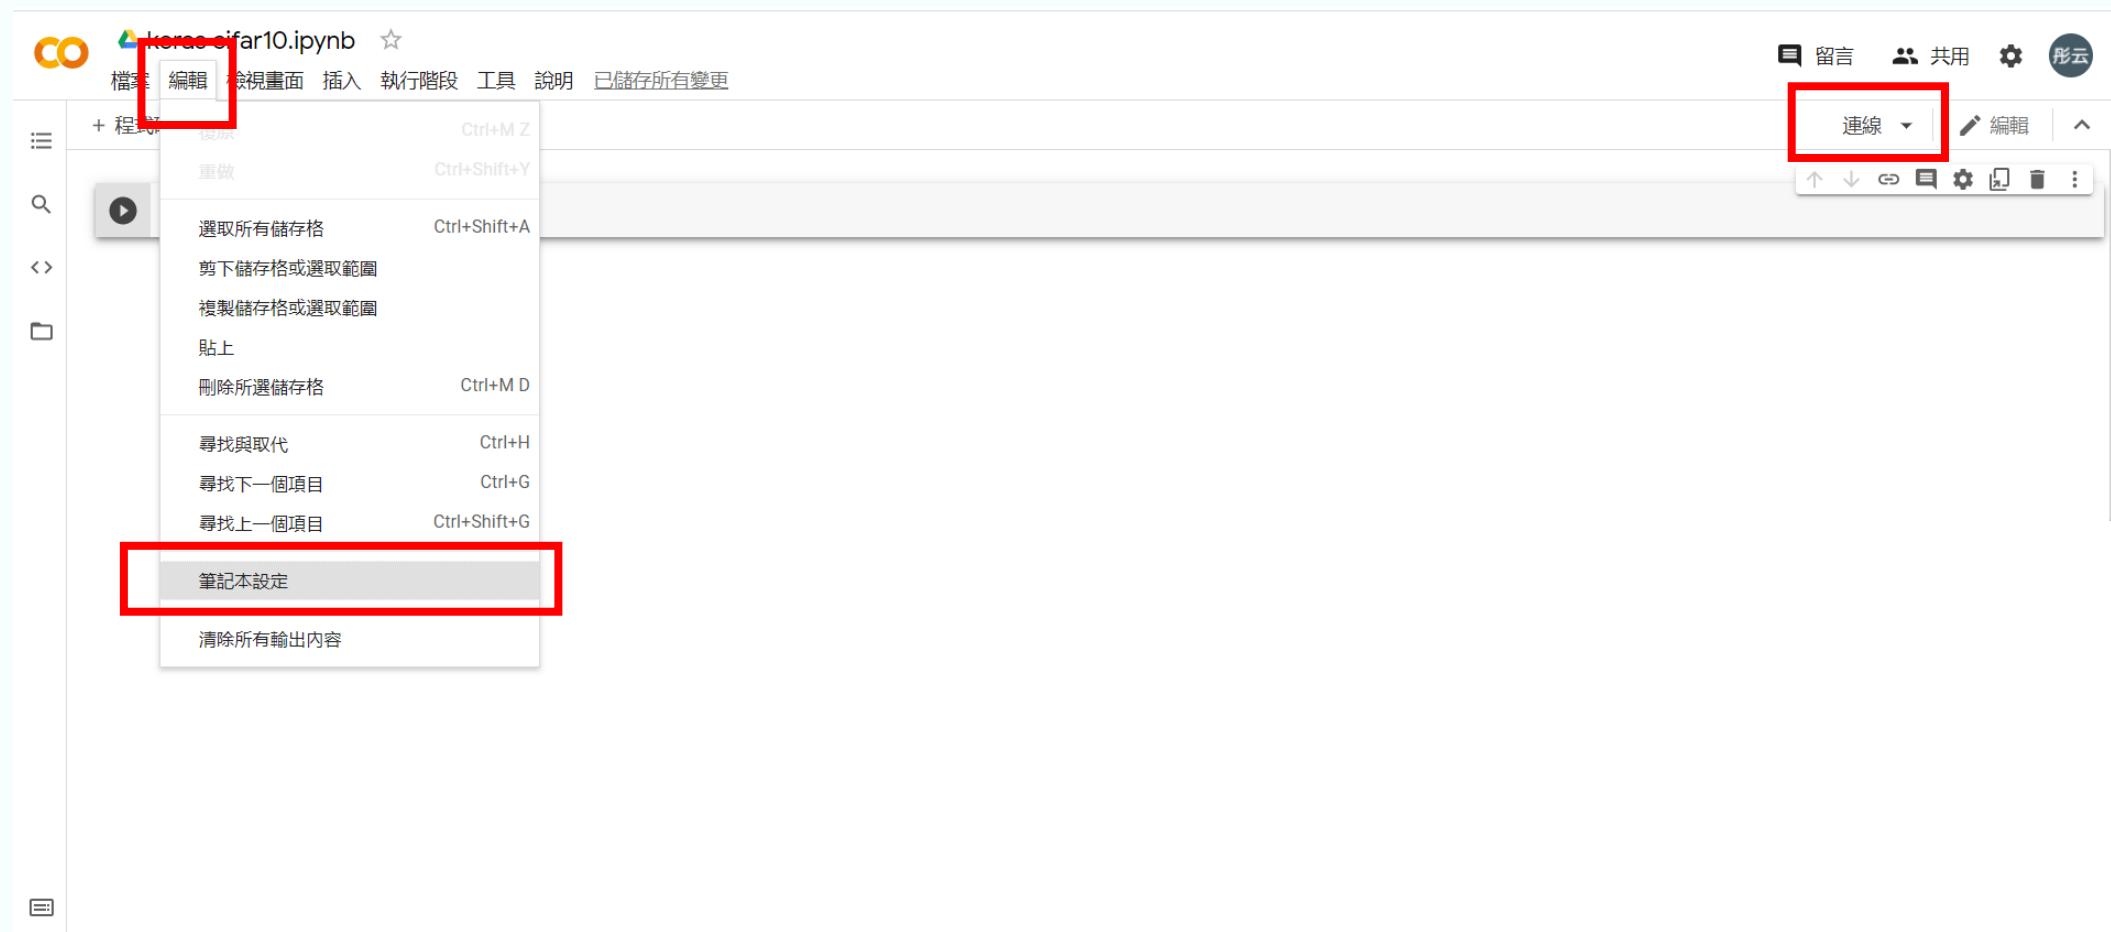 keras cifar10.ipynb
檔案 編輯 檢視畫面 插入 執行階段 工具 說明 已儲存所有變更
留言 共用 彤云
+ 程式碼
連線 編輯
復原 Ctrl+M Z
重做 Ctrl+Shift+Y
選取所有儲存格 Ctrl+Shift+A
剪下儲存格或選取範圍
複製儲存格或選取範圍
貼上
刪除所選儲存格 Ctrl+M D
尋找與取代 Ctrl+H
尋找下一個項目 Ctrl+G
尋找上一個項目 Ctrl+Shift+G
筆記本設定
清除所有輸出內容